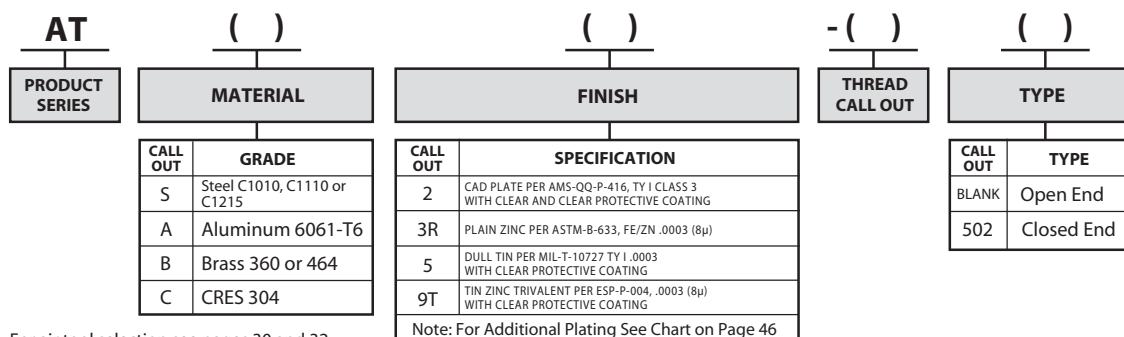 AT ( ) ( ) - ( ) ( )
PRODUCT SERIES
MATERIAL
FINISH
THREAD CALL OUT
TYPE
CALL OUT GRADE
S Steel C1010, C1110 or C1215
A Aluminum 6061-T6
B Brass 360 or 464
C CRES 304
CALL OUT SPECIFICATION
2 CAD PLATE PER AMS-QQ-P-416, TY I CLASS 3
WITH CLEAR AND CLEAR PROTECTIVE COATING
3R PLAIN ZINC PER ASTM-B-633, FE/ZN .0003 (8µ)
5 DULL TIN PER MIL-T-10727 TY I .0003
WITH CLEAR PROTECTIVE COATING
9T TIN ZINC TRIVALENT PER ESP-P-004, .0003 (8µ)
WITH CLEAR PROTECTIVE COATING
Note: For Additional Plating See Chart on Page 46
CALL OUT TYPE
BLANK Open End
502 Closed End